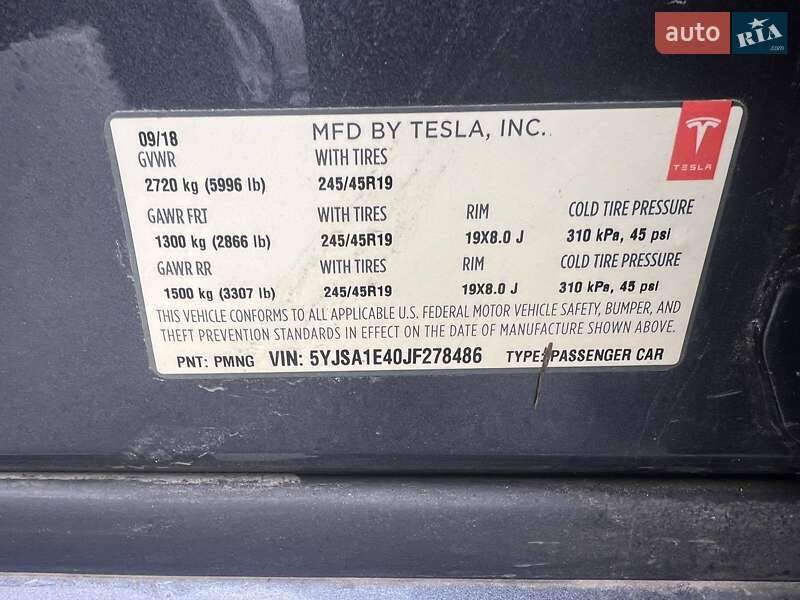 auto RIA.com
09/18 MFD BY TESLA, INC.
GVWR WITH TIRES
2720 kg (5996 lb) 245/45R19
TESLA
GAWR FRT WITH TIRES RIM COLD TIRE PRESSURE
1300 kg (2866 lb) 245/45R19 19X8.0 J 310 kPa, 45 psi
GAWR RR WITH TIRES RIM COLD TIRE PRESSURE
1500 kg (3307 lb) 245/45R19 19X8.0 J 310 kPa, 45 psi
THIS VEHICLE CONFORMS TO ALL APPLICABLE U.S. FEDERAL MOTOR VEHICLE SAFETY, BUMPER, AND
THEFT PREVENTION STANDARDS IN EFFECT ON THE DATE OF MANUFACTURE SHOWN ABOVE.
PNT: PMNG VIN: 5YJSA1E40JF278486 TYPE: PASSENGER CAR